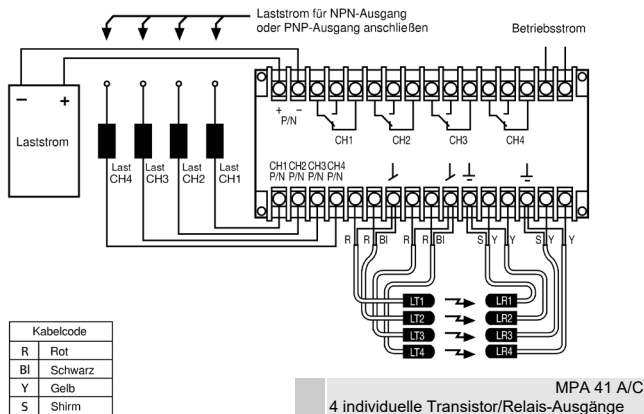 Laststrom für NPN-Ausgang
oder PNP-Ausgang anschließen
Betriebsstrom
− +
Laststrom
+ −
P/N
CH1 CH2 CH3 CH4
Last CH4
Last CH3
Last CH2
Last CH1
CH1 CH2 CH3 CH4
P/N P/N P/N P/N
R R Bl R R Bl S Y Y S Y Y
LT1 LR1
LT2 LR2
LT3 LR3
LT4 LR4
Kabelcode
R Rot
Bl Schwarz
Y Gelb
S Shirm
MPA 41 A/C
4 individuelle Transistor/Relais-Ausgänge